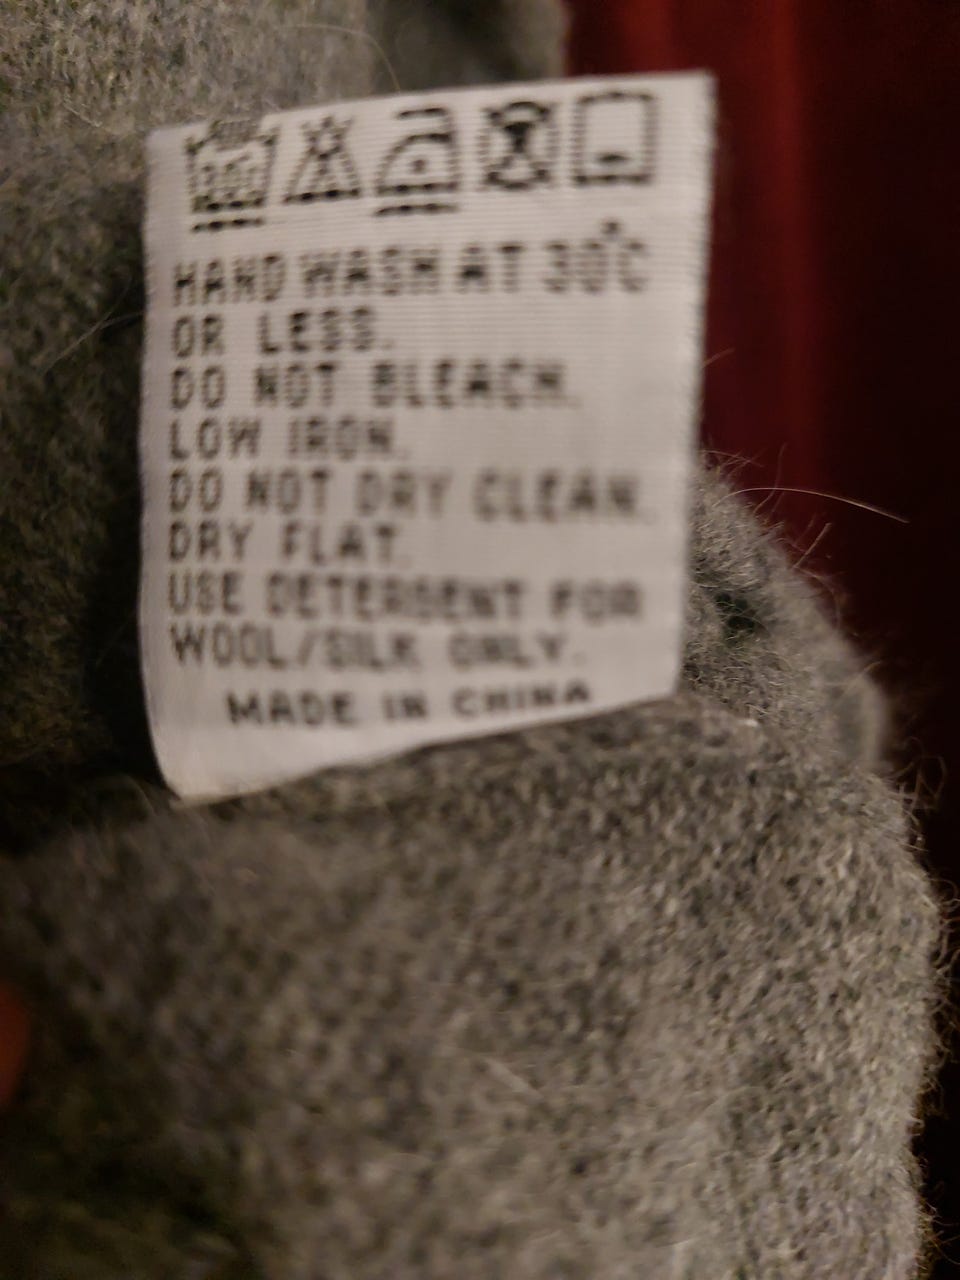 HAND WASH AT 30°C
OR LESS.
DO NOT BLEACH.
LOW IRON.
DO NOT DRY CLEAN.
DRY FLAT.
USE DETERGENT FOR
WOOL/SILK ONLY.
MADE IN CHINA